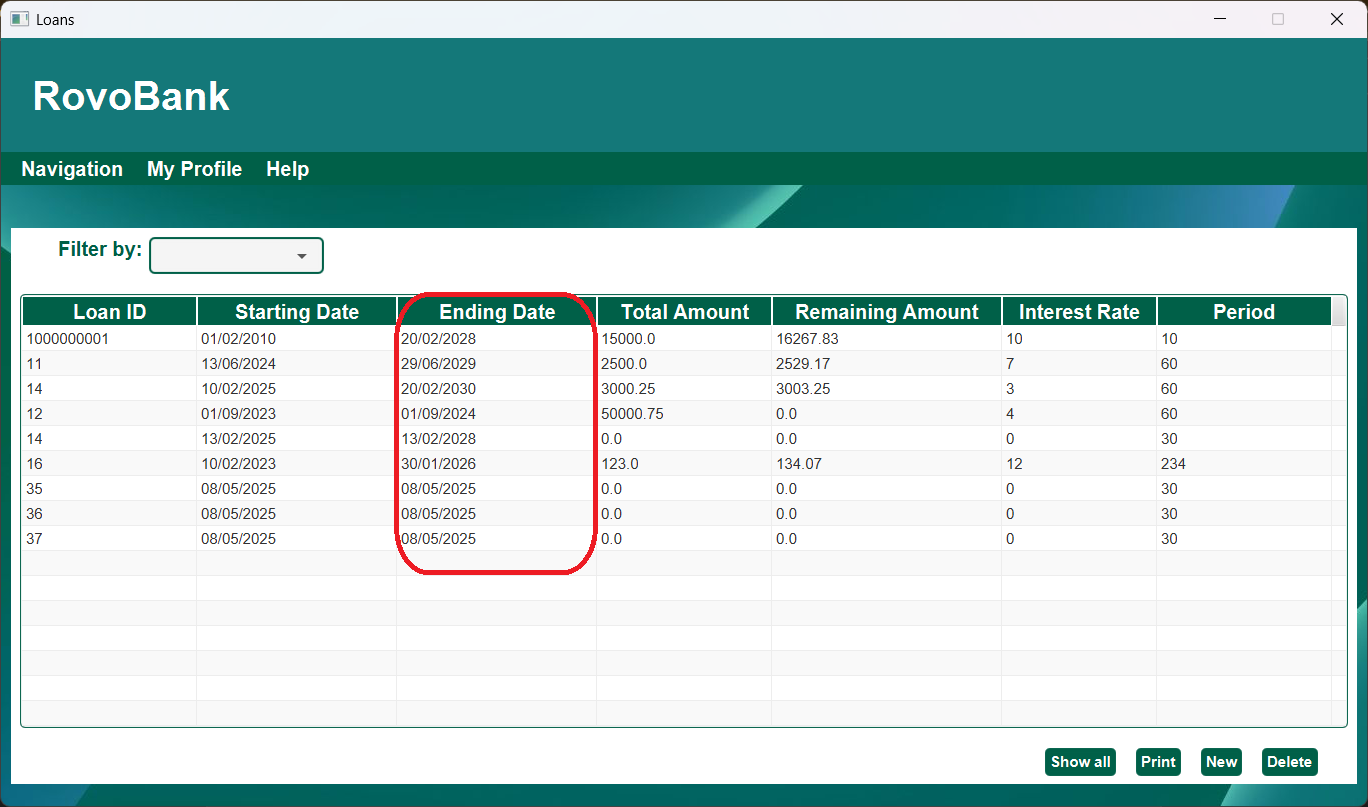 Loans
RovoBank
Navigation My Profile Help
Filter by:
Loan ID Starting Date Ending Date Total Amount Remaining Amount Interest Rate Period
1000000001 01/02/2010 20/02/2028 15000.0 16267.83 10 10
11 13/06/2024 29/06/2029 2500.0 2529.17 7 60
14 10/02/2025 20/02/2030 3000.25 3003.25 3 60
12 01/09/2023 01/09/2024 50000.75 0.0 4 60
14 13/02/2025 13/02/2028 0.0 0.0 0 30
16 10/02/2023 30/01/2026 123.0 134.07 12 234
35 08/05/2025 08/05/2025 0.0 0.0 0 30
36 08/05/2025 08/05/2025 0.0 0.0 0 30
37 08/05/2025 08/05/2025 0.0 0.0 0 30
Show all Print New Delete